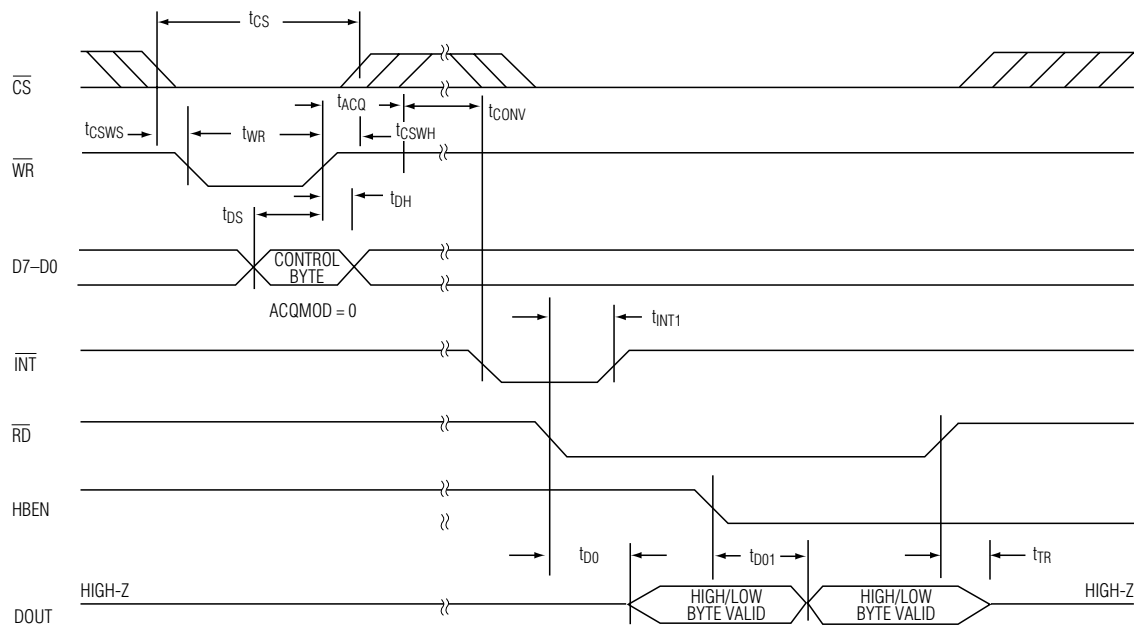 tCS
CS
tACQ
tCONV
tCSWS
tWR
tCSWH
WR
tDH
tDS
D7–D0
CONTROL
BYTE
ACQMOD = 0
tINT1
INT
RD
HBEN
tD0
tD01
tTR
HIGH-Z
HIGH/LOW
BYTE VALID
HIGH/LOW
BYTE VALID
HIGH-Z
DOUT